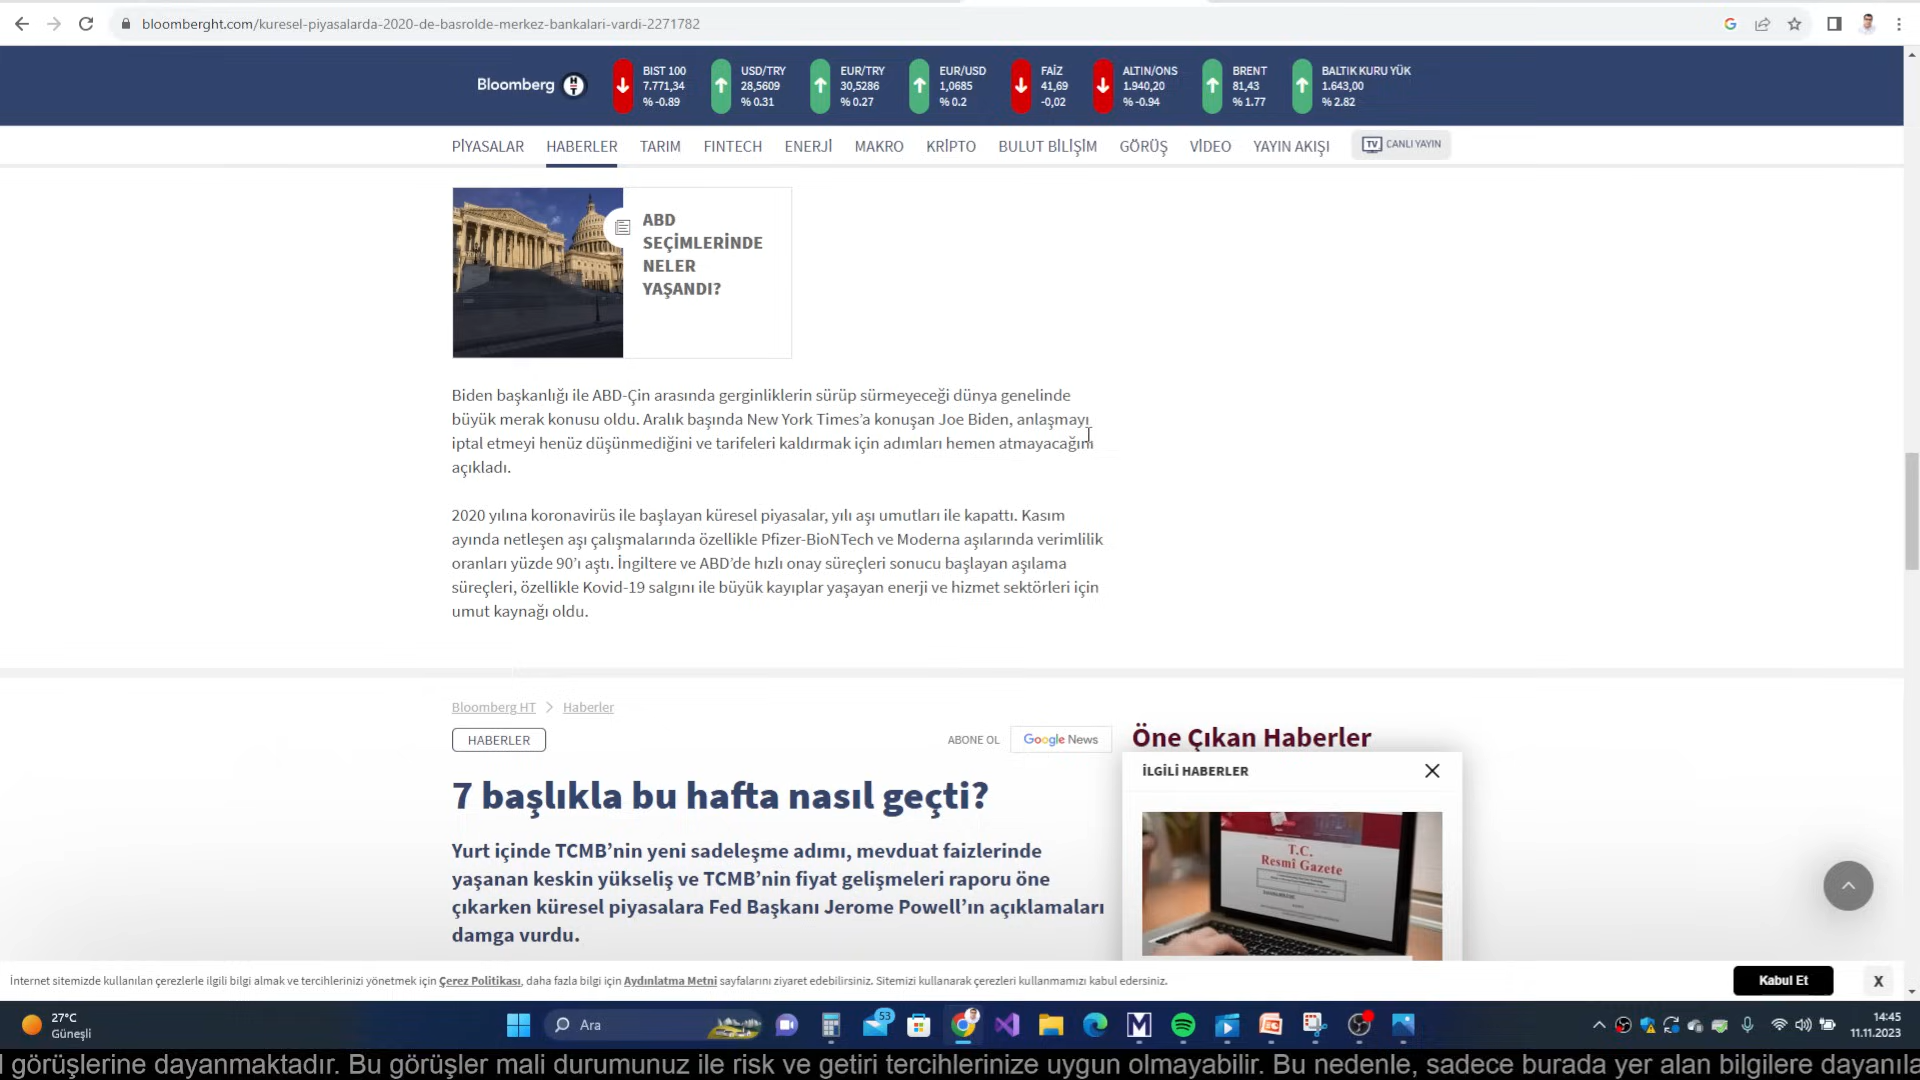 bloomberght.com/kuresel-piyasalarda-2020-de-basrolde-merkez-bankalari-vardi-2271782
Bloomberg HT
BIST 100
7.771,34
% -0.89
USD/TRY
28,5609
% 0.31
EUR/TRY
30,5286
% 0.27
EUR/USD
1,0685
% 0.2
FAİZ
41,69
-0,02
ALTIN/ONS
1.940,20
% -0.94
BRENT
81,43
% 1.77
BALTIK KURU YÜK
1.643,00
% 2.82
PİYASALAR HABERLER TARIM FINTECH ENERJİ MAKRO KRİPTO BULUT BİLİŞİM GÖRÜŞ VİDEO YAYIN AKIŞI TV CANLI YAYIN
ABD
SEÇİMLERİNDE
NELER
YAŞANDI?
Biden başkanlığı ile ABD-Çin arasında gerginliklerin sürüp sürmeyeceği dünya genelinde
büyük merak konusu oldu. Aralık başında New York Times’a konuşan Joe Biden, anlaşmayı
iptal etmeyi henüz düşünmediğini ve tarifeleri kaldırmak için adımları hemen atmayacağını
açıkladı.
2020 yılına koronavirüs ile başlayan küresel piyasalar, yılı aşı umutları ile kapattı. Kasım
ayında netleşen aşı çalışmalarında özellikle Pfizer-BioNTech ve Moderna aşılarında verimlilik
oranları yüzde 90’ı aştı. İngiltere ve ABD’de hızlı onay süreçleri sonucu başlayan aşılama
süreçleri, özellikle Kovid-19 salgını ile büyük kayıplar yaşayan enerji ve hizmet sektörleri için
umut kaynağı oldu.
Bloomberg HT > Haberler
HABERLER
ABONE OL Google News
Öne Çıkan Haberler
İLGİLİ HABERLER
T.C.
Resmî Gazete
7 başlıkla bu hafta nasıl geçti?
Yurt içinde TCMB’nin yeni sadeleşme adımı, mevduat faizlerinde
yaşanan keskin yükseliş ve TCMB’nin fiyat gelişmeleri raporu öne
çıkarken küresel piyasalara Fed Başkanı Jerome Powell’ın açıklamaları
damga vurdu.
İnternet sitemizde kullanılan çerezlerle ilgili bilgi almak ve tercihlerinizi yönetmek için Çerez Politikası, daha fazla bilgi için Aydınlatma Metni sayfalarını ziyaret edebilirsiniz. Sitemizi kullanarak çerezleri kullanmamızı kabul edersiniz.
Kabul Et
X
27°C
Güneşli
Ara
53
14:45
11.11.2023
görüşlerine dayanmaktadır. Bu görüşler mali durumunuz ile risk ve getiri tercihlerinize uygun olmayabilir. Bu nedenle, sadece burada yer alan bilgilere dayanıla